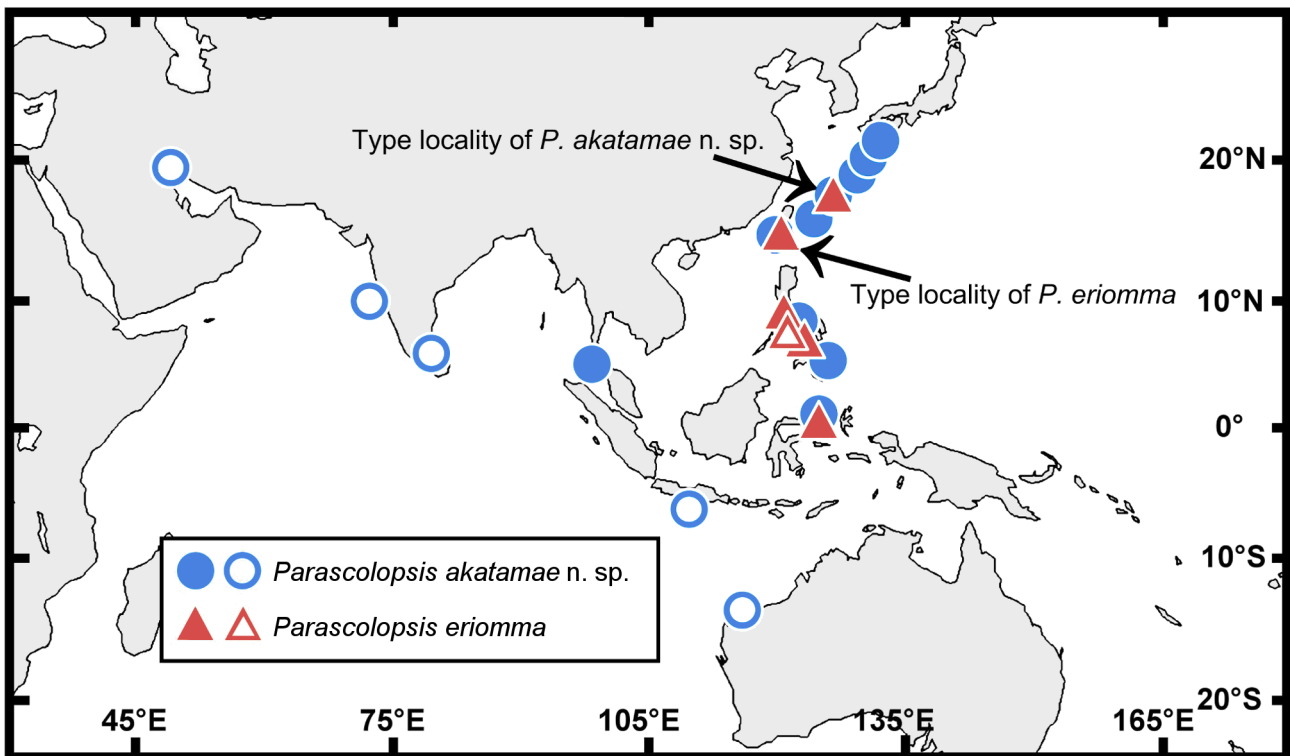 Type locality of P. akatamae n. sp.
20°N
Type locality of P. eriomma
10°N
0°
10°S
Parascolopsis akatamae n. sp.
Parascolopsis eriomma
20°S
45°E
75°E
105°E
135°E
165°E